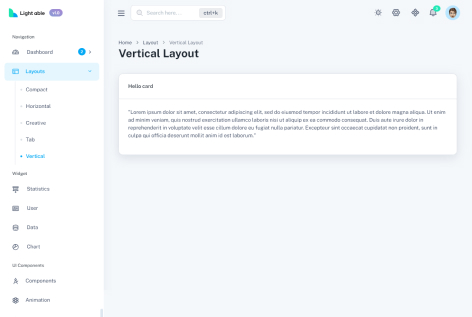 Light able v1.0
Search here. . . ctrl+k
Navigation
Dashboard 2
Layouts
Compact
Horizontal
Creative
Tab
Vertical
Widget
Statistics
User
Data
Chart
UI Components
Components
Animation
Home > Layout > Vertical Layout
Vertical Layout
Hello card
"Lorem ipsum dolor sit amet, consectetur adipiscing elit, sed do eiusmod tempor incididunt ut labore et dolore magna aliqua. Ut enim
ad minim veniam, quis nostrud exercitation ullamco laboris nisi ut aliquip ex ea commodo consequat. Duis aute irure dolor in
reprehenderit in voluptate velit esse cillum dolore eu fugiat nulla pariatur. Excepteur sint occaecat cupidatat non proident, sunt in
culpa qui officia deserunt mollit anim id est laborum."